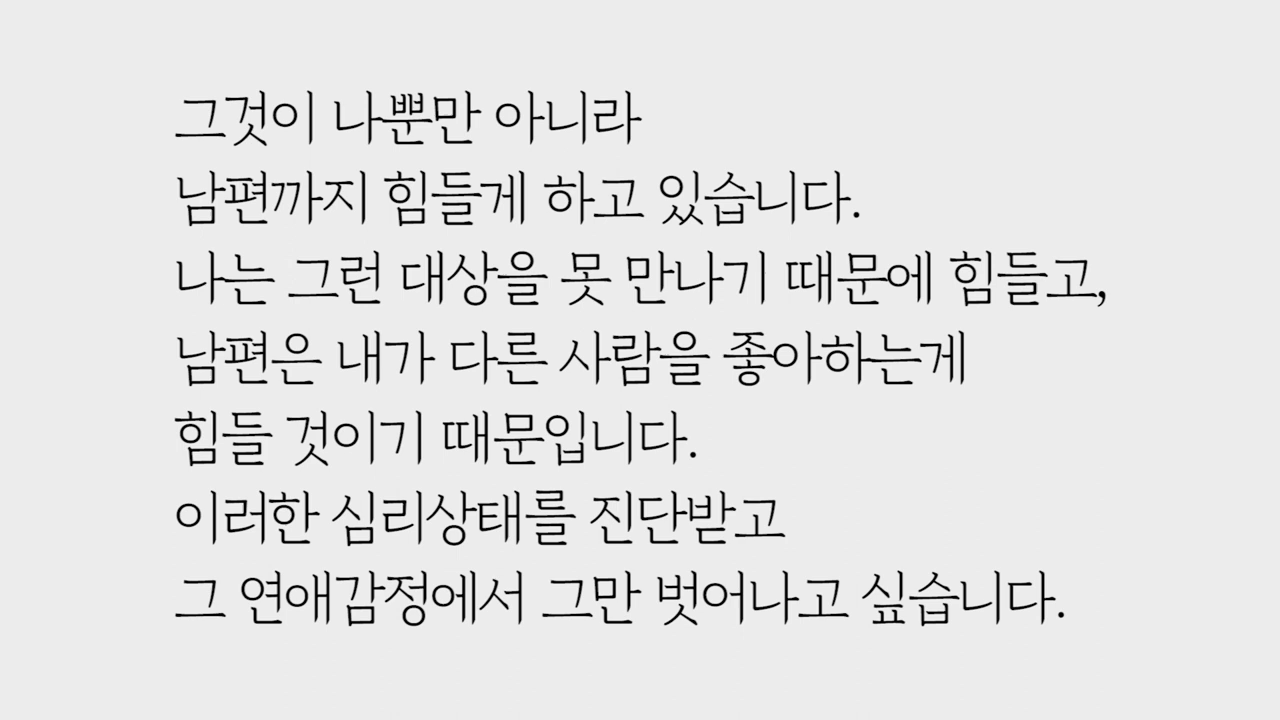 그것이 나뿐만 아니라
남편까지 힘들게 하고 있습니다.
나는 그런 대상을 못 만나기 때문에 힘들고,
남편은 내가 다른 사람을 좋아하는게
힘들 것이기 때문입니다.
이러한 심리상태를 진단받고
그 연애감정에서 그만 벗어나고 싶습니다.